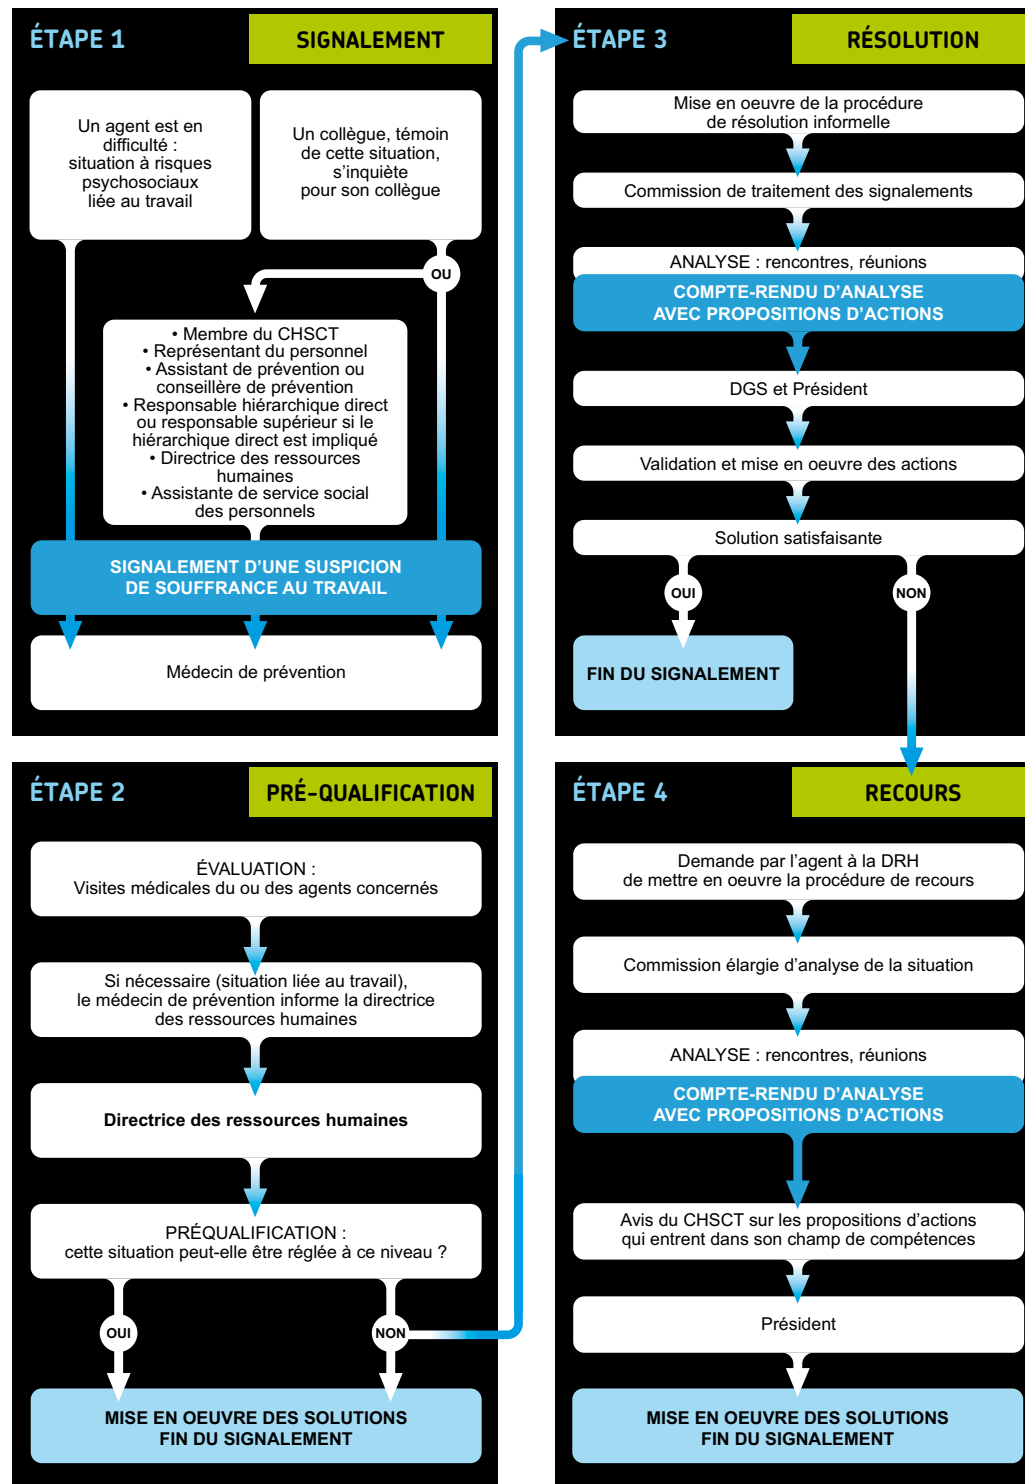 ÉTAPE 1
SIGNALEMENT
Un agent est en
difficulté :
situation à risques
psychosociaux
liée au travail
Un collègue, témoin
de cette situation,
s'inquiète
pour son collègue
OU
• Membre du CHSCT
• Représentant du personnel
• Assistant de prévention ou
conseillère de prévention
• Responsable hiérarchique direct
ou responsable supérieur si le
hiérarchique direct est impliqué
• Directrice des ressources
humaines
• Assistante de service social
des personnels
SIGNALEMENT D'UNE SUSPICION
DE SOUFFRANCE AU TRAVAIL
Médecin de prévention
ÉTAPE 2
PRÉ-QUALIFICATION
ÉVALUATION :
Visites médicales du ou des agents concernés
Si nécessaire (situation liée au travail),
le médecin de prévention informe la directrice
des ressources humaines
Directrice des ressources humaines
PRÉQUALIFICATION :
cette situation peut-elle être réglée à ce niveau ?
OUI
NON
MISE EN OEUVRE DES SOLUTIONS
FIN DU SIGNALEMENT
ÉTAPE 3
RÉSOLUTION
Mise en oeuvre de la procédure
de résolution informelle
Commission de traitement des signalements
ANALYSE : rencontres, réunions
COMPTE-RENDU D'ANALYSE
AVEC PROPOSITIONS D'ACTIONS
DGS et Président
Validation et mise en oeuvre des actions
Solution satisfaisante
OUI
NON
FIN DU SIGNALEMENT
ÉTAPE 4
RECOURS
Demande par l'agent à la DRH
de mettre en oeuvre la procédure de recours
Commission élargie d'analyse de la situation
ANALYSE : rencontres, réunions
COMPTE-RENDU D'ANALYSE
AVEC PROPOSITIONS D'ACTIONS
Avis du CHSCT sur les propositions d'actions
qui entrent dans son champ de compétences
Président
MISE EN OEUVRE DES SOLUTIONS
FIN DU SIGNALEMENT